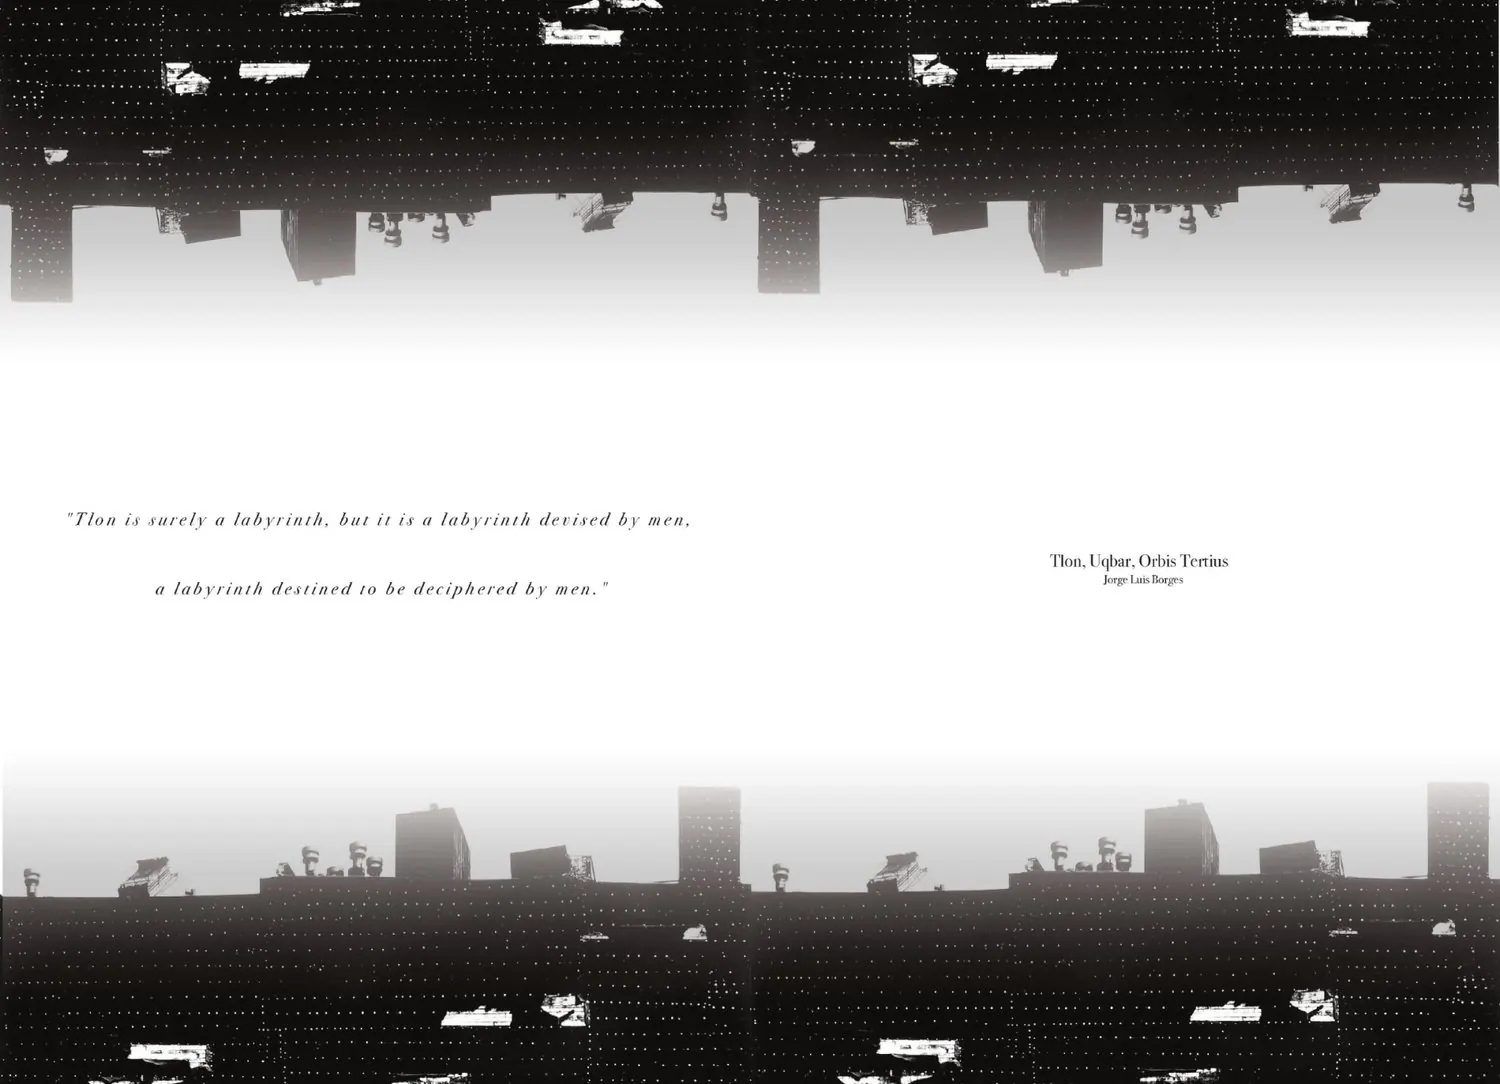 "Tlon is surely a labyrinth, but it is a labyrinth devised by men,
a labyrinth destined to be deciphered by men."
Tlon, Uqbar, Orbis Tertius
Jorge Luis Borges